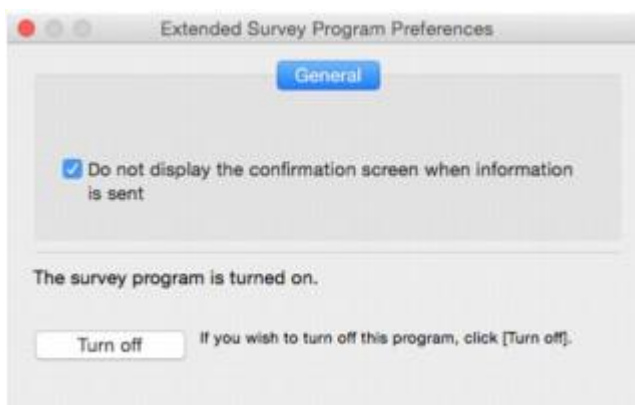 Extended Survey Program Preferences
General
Do not display the confirmation screen when information
is sent
The survey program is turned on.
Turn off
If you wish to turn off this program, click [Turn off].